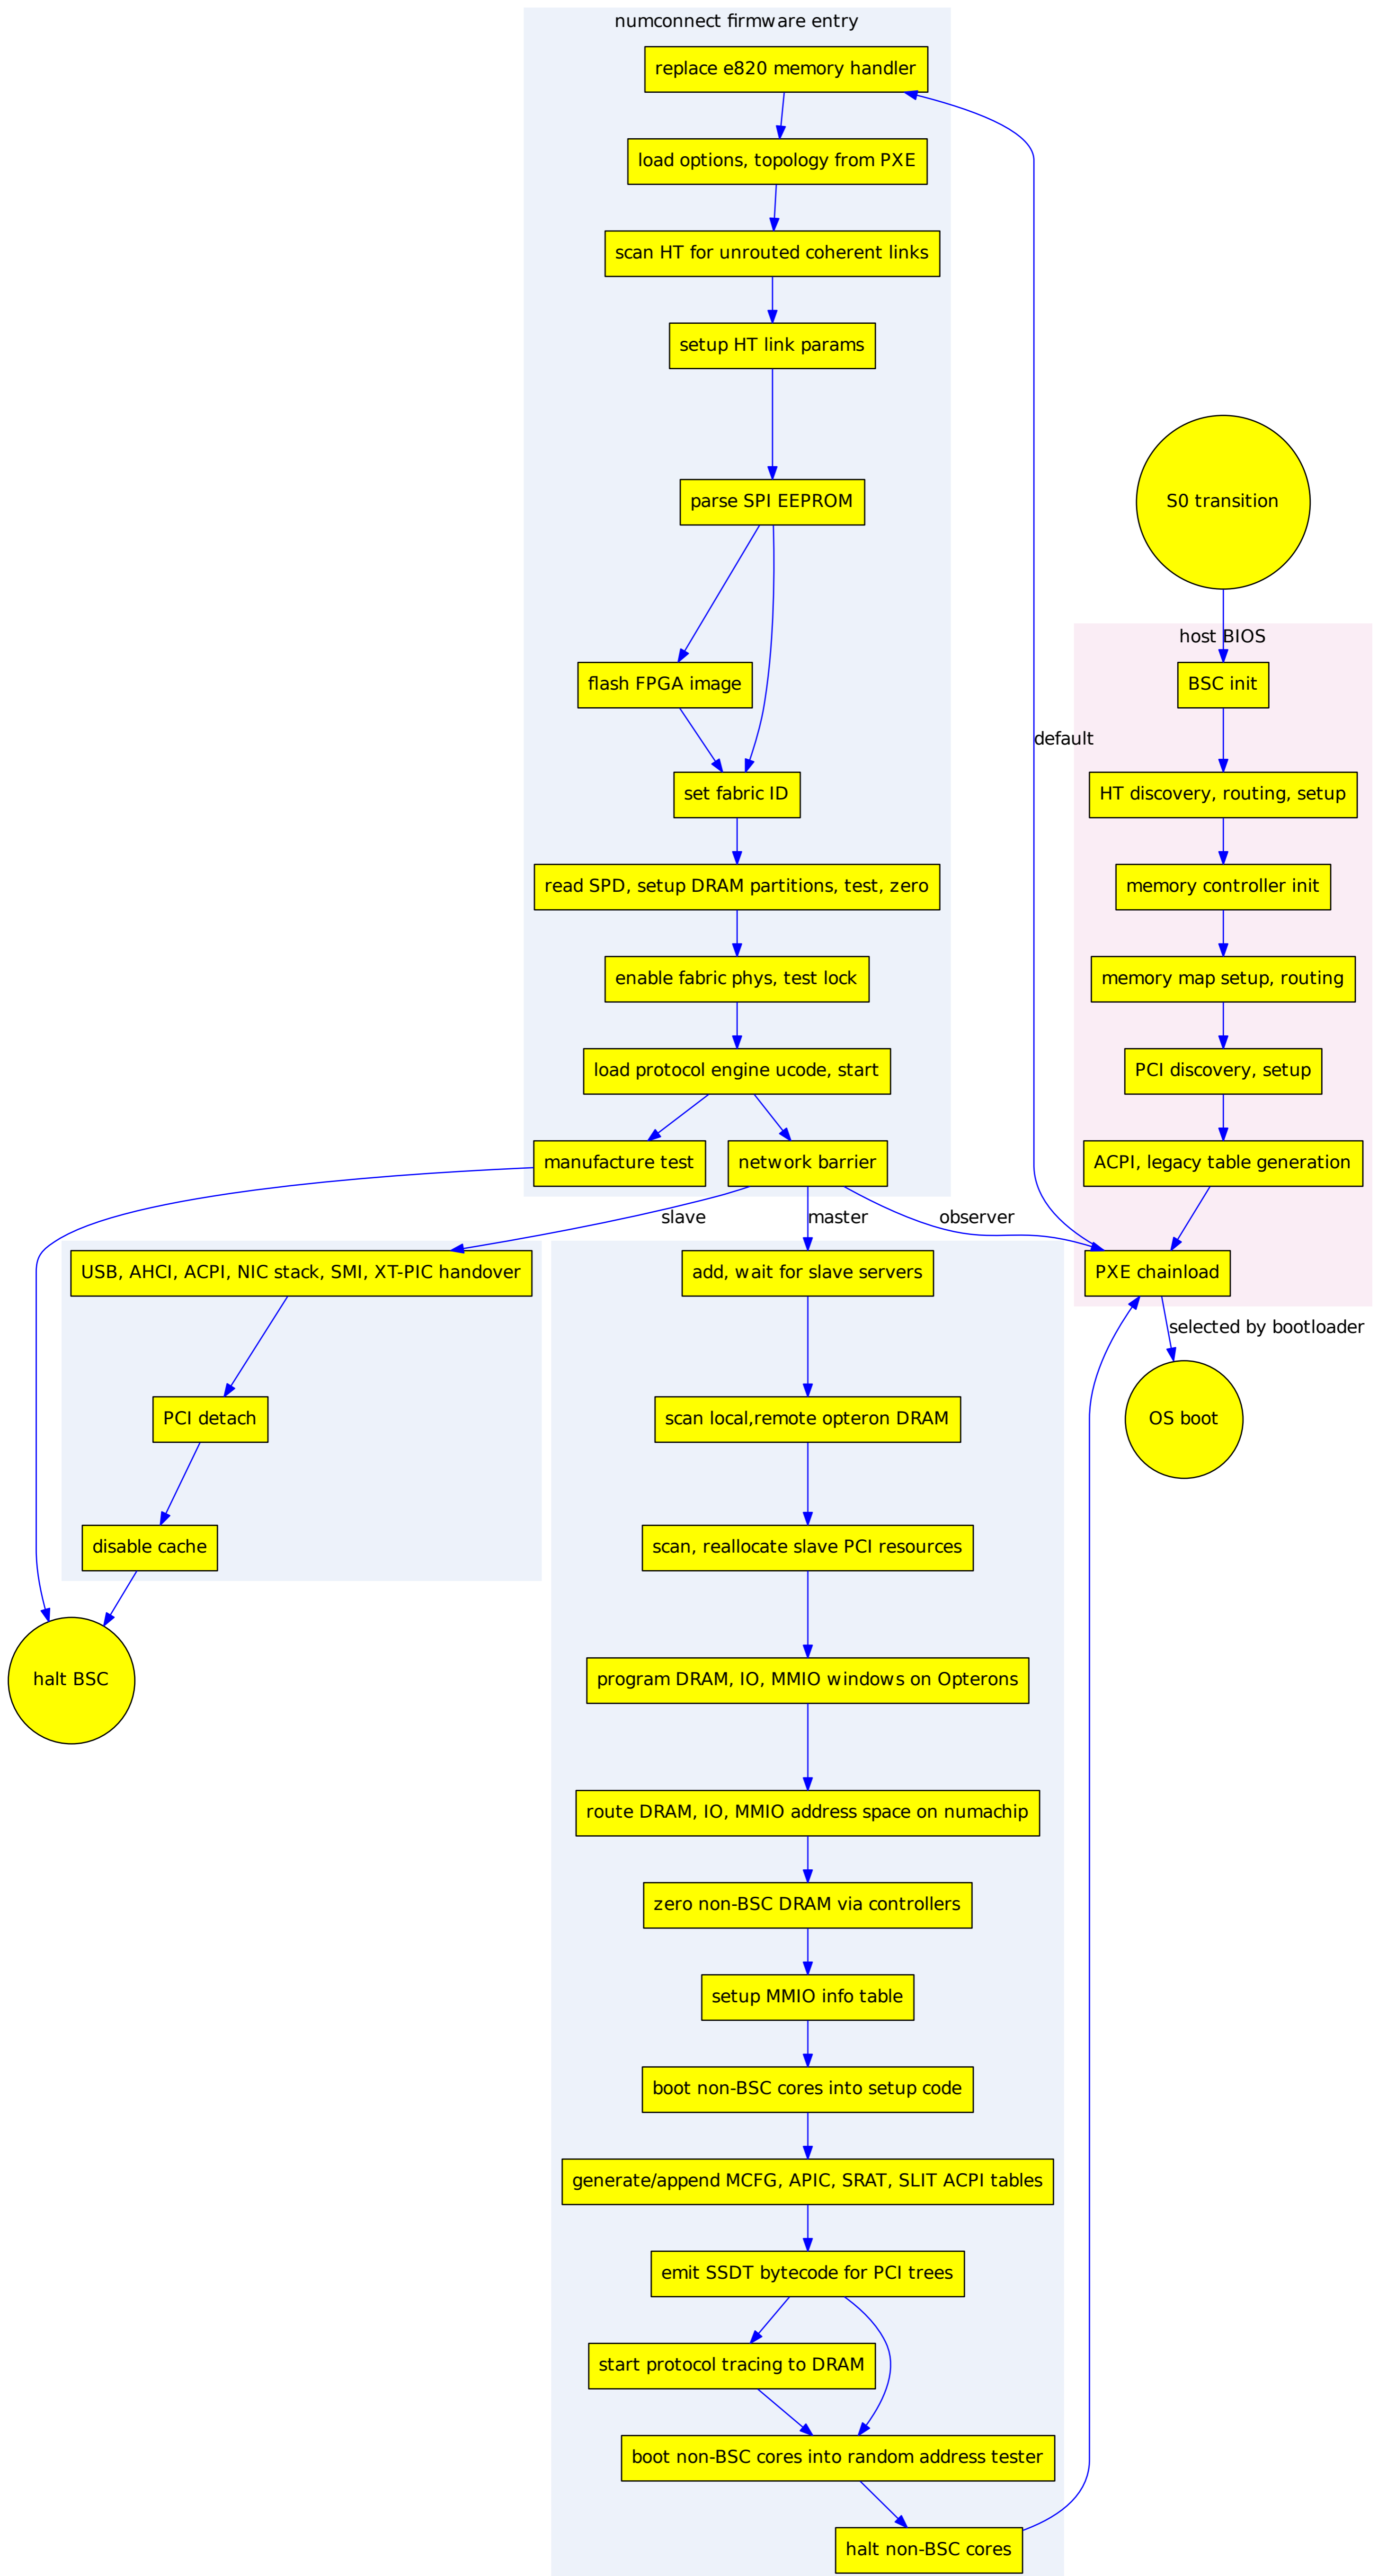 numconnect firmware entry
replace e820 memory handler
load options, topology from PXE
scan HT for unrouted coherent links
setup HT link params
parse SPI EEPROM
flash FPGA image
set fabric ID
read SPD, setup DRAM partitions, test, zero
enable fabric phys, test lock
load protocol engine ucode, start
manufacture test
network barrier
S0 transition
host BIOS
BSC init
default
HT discovery, routing, setup
memory controller init
memory map setup, routing
PCI discovery, setup
ACPI, legacy table generation
PXE chainload
selected by bootloader
OS boot
slave
master
observer
USB, AHCI, ACPI, NIC stack, SMI, XT-PIC handover
PCI detach
disable cache
halt BSC
add, wait for slave servers
scan local,remote opteron DRAM
scan, reallocate slave PCI resources
program DRAM, IO, MMIO windows on Opterons
route DRAM, IO, MMIO address space on numachip
zero non-BSC DRAM via controllers
setup MMIO info table
boot non-BSC cores into setup code
generate/append MCFG, APIC, SRAT, SLIT ACPI tables
emit SSDT bytecode for PCI trees
start protocol tracing to DRAM
boot non-BSC cores into random address tester
halt non-BSC cores